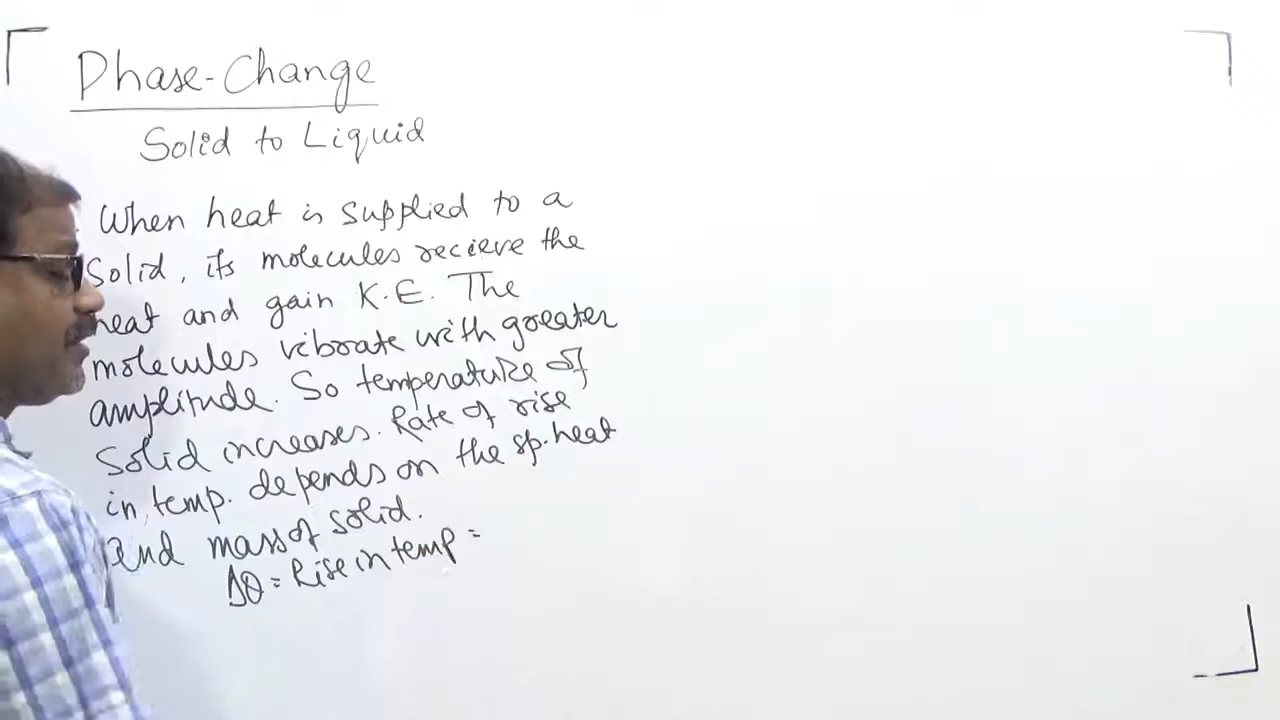 Phase-Change
Solid to Liquid
When heat is supplied to a
Solid, its molecules recieve the
heat and gain K.E. The
molecules vibrate with greater
amplitude. So temperature of
Solid increases. Rate of rise
in temp. depends on the sp.heat
and mass of solid.
Δθ = Rise in temp =